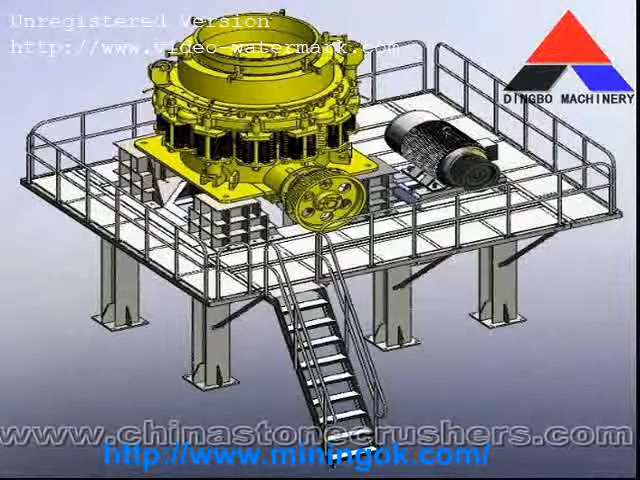 Unregistered Version
http://www.video-watermark.com
DINGBO MACHINERY
www.chinastonecrushers.com
http://www.miningok.com/